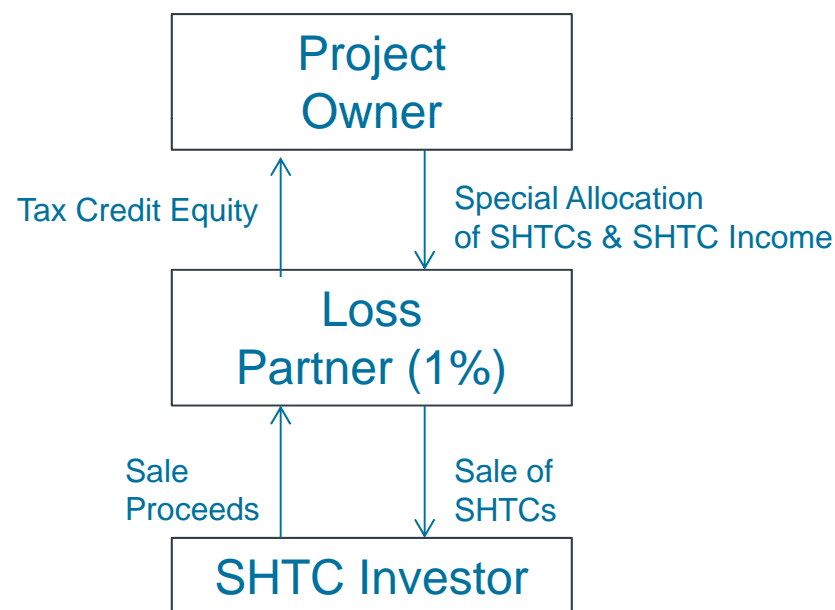 Project
Owner
Tax Credit Equity
Special Allocation
of SHTCs & SHTC Income
Loss
Partner (1%)
Sale
Proceeds
Sale of
SHTCs
SHTC Investor